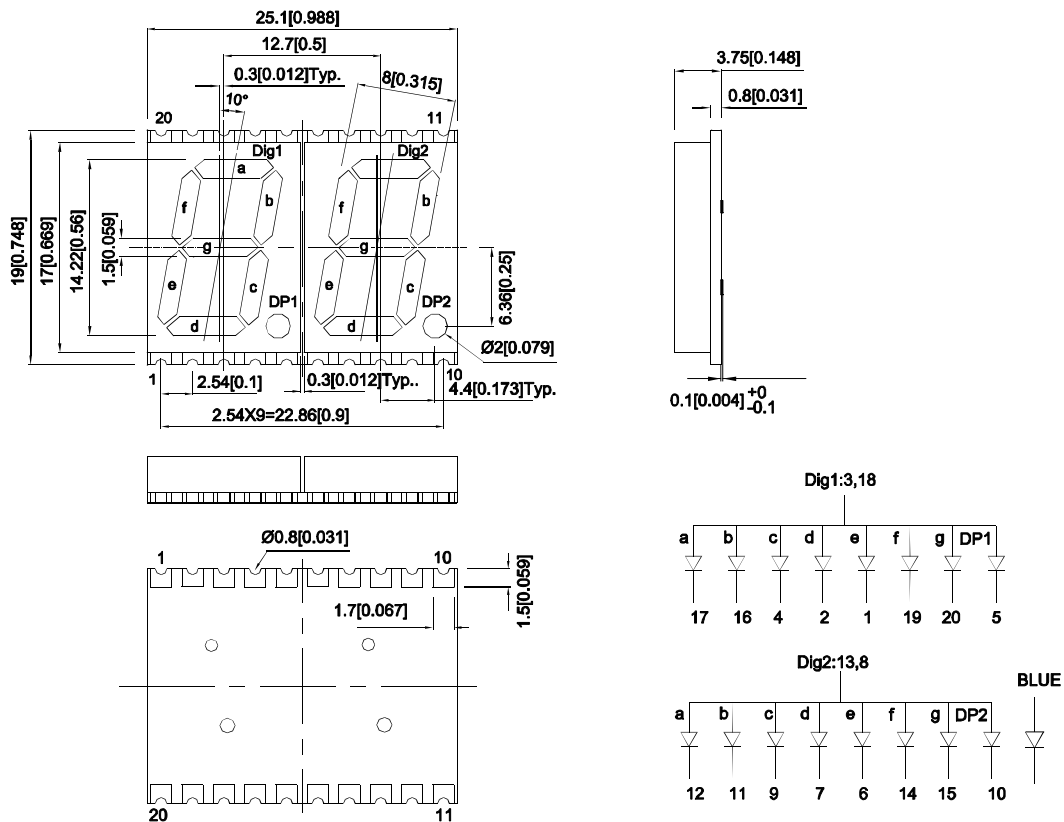 25.1[0.988]
12.7[0.5]
0.3[0.012]Typ.
8[0.315]
10°
20
11
Dig1
Dig2
a
b
f
g
e
c
d
DP1
a
b
f
g
e
c
d
DP2
19[0.748]
17[0.669]
14.22[0.56]
1.5[0.059]
6.36[0.25]
Ø2[0.079]
1
10
2.54[0.1]
0.3[0.012]Typ..
4.4[0.173]Typ.
2.54X9=22.86[0.9]
3.75[0.148]
0.8[0.031]
0.1[0.004] +0
-0.1
Ø0.8[0.031]
1
10
1.7[0.067]
1.5[0.059]
20
11
Dig1:3,18
a b c d e f g DP1
17 16 4 2 1 19 20 5
Dig2:13,8
BLUE
a b c d e f g DP2
12 11 9 7 6 14 15 10